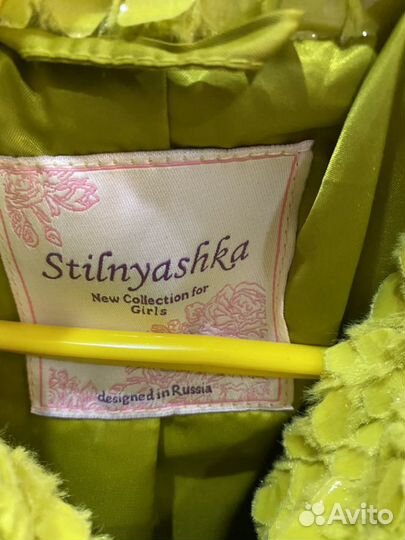 Stilnyashka
New Collection for
Girls
designed in Russia
Avito